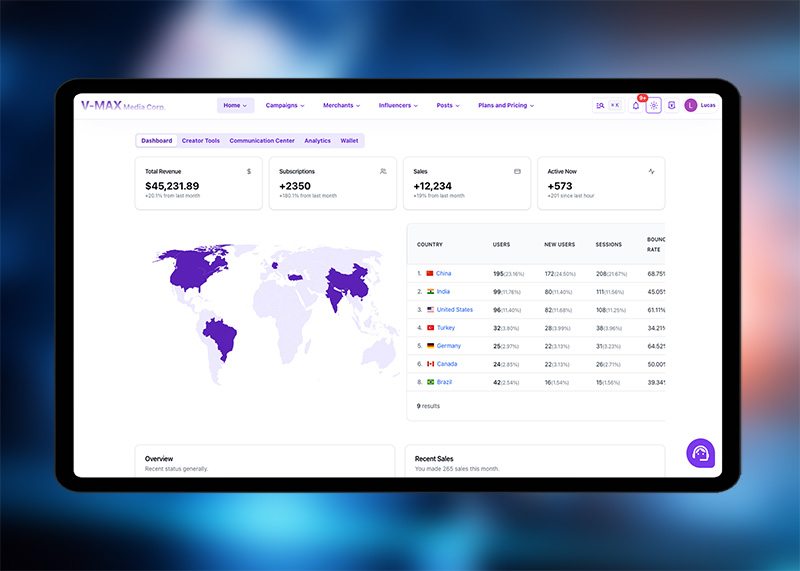 V-MAX Media Corp.
Home Campaigns Merchants Influencers Posts Plans and Pricing
⌘ K 9+ L Lucas
Dashboard Creator Tools Communication Center Analytics Wallet
Total Revenue $
$45,231.89
+20.1% from last month
Subscriptions
+2350
+180.1% from last month
Sales
+12,234
+19% from last month
Active Now
+573
+201 since last hour
COUNTRY USERS NEW USERS SESSIONS BOUNC
RATE
1. China 195(23.16%) 172(24.50%) 208(21.67%) 68.75%
2. India 99(11.76%) 80(11.40%) 111(11.56%) 45.05%
3. United States 96(11.40%) 82(11.68%) 108(11.25%) 61.11%
4. Turkey 32(3.80%) 28(3.99%) 38(3.96%) 34.21%
5. Germany 25(2.97%) 22(3.13%) 31(3.23%) 64.52%
6. Canada 24(2.85%) 22(3.13%) 26(2.71%) 50.00%
8. Brazil 42(2.54%) 16(1.54%) 15(1.56%) 39.34%
9 results
Overview
Recent status generally.
Recent Sales
You made 265 sales this month.